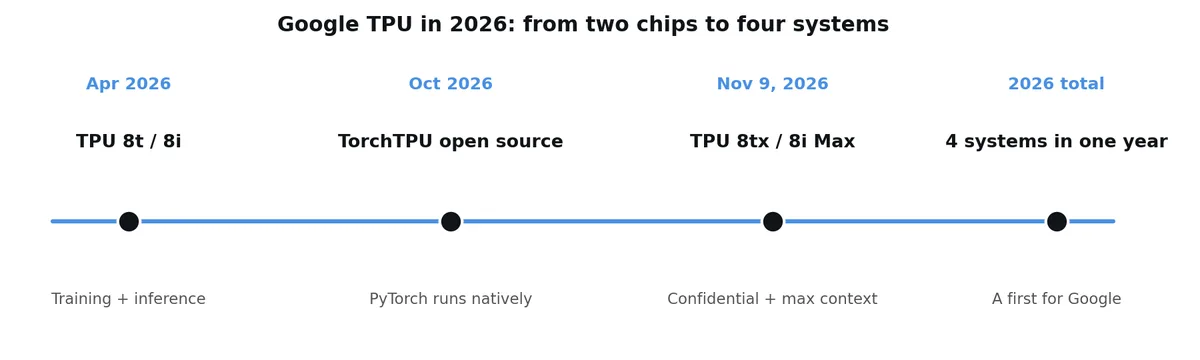 Google TPU in 2026: from two chips to four systems
Apr 2026
Oct 2026
Nov 9, 2026
2026 total
TPU 8t / 8i
TorchTPU open source
TPU 8tx / 8i Max
4 systems in one year
Training + inference
PyTorch runs natively
Confidential + max context
A first for Google